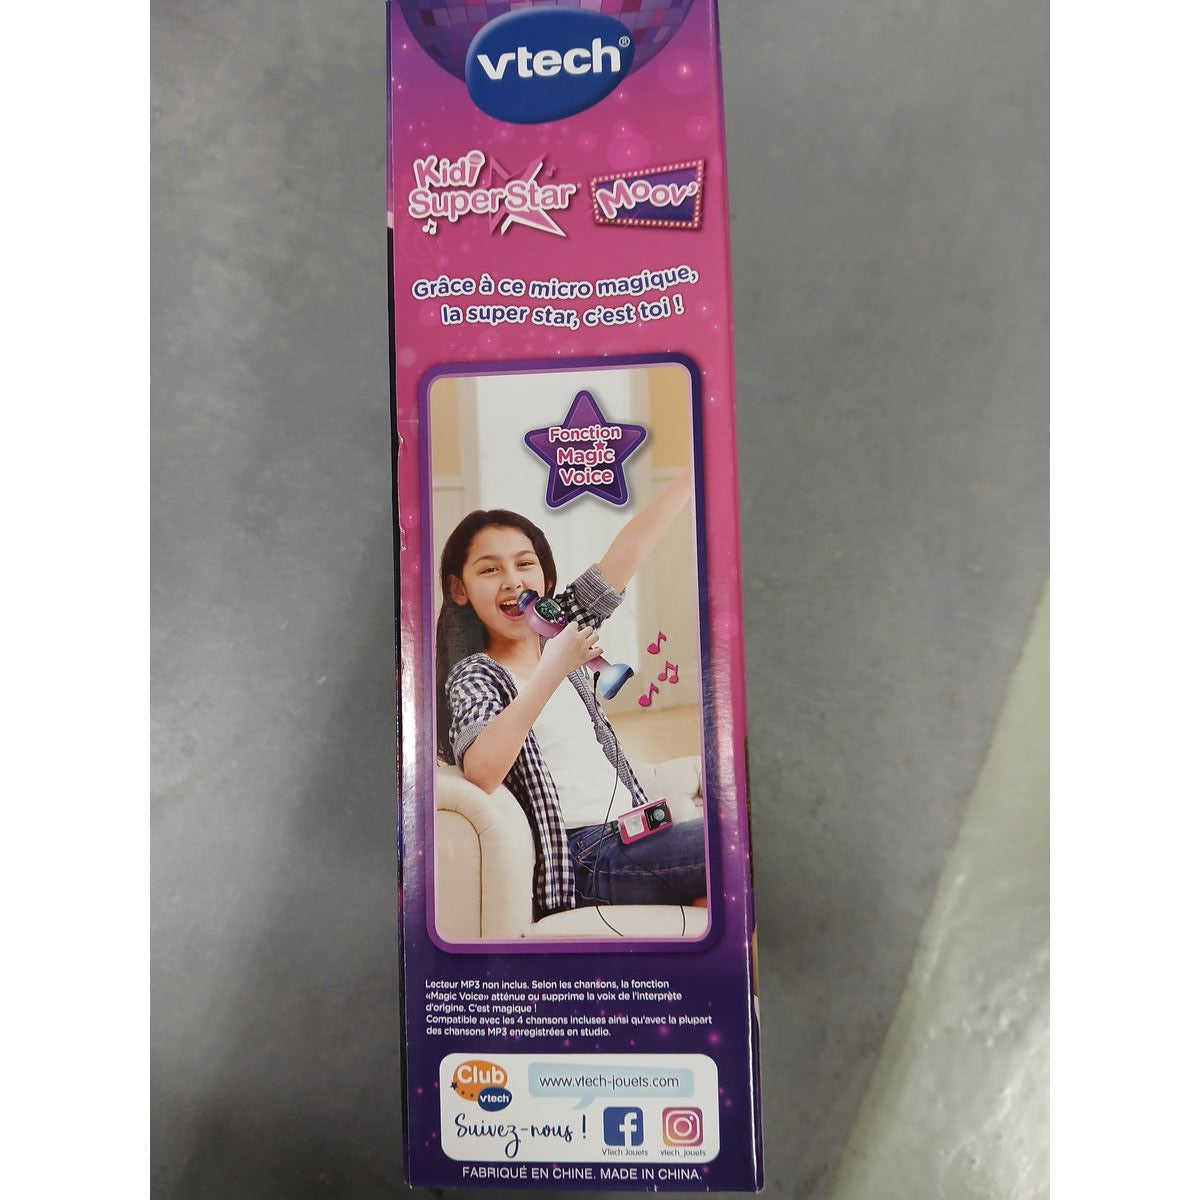 vtech®
Kidi
SuperStar
Moov'
Grâce à ce micro magique,
la super star, c'est toi !
Fonction
Magic
Voice
Lecteur MP3 non inclus. Selon les chansons, la fonction
«Magic Voice» atténue ou supprime la voix de l'interprète
d'origine. C'est magique !
Compatible avec les 4 chansons incluses ainsi qu'avec la plupart
des chansons MP3 enregistrées en studio.
Club
vtech
www.vtech-jouets.com
Suivez-nous !
VTech Jouets
vtech_jouets
FABRIQUÉ EN CHINE. MADE IN CHINA.